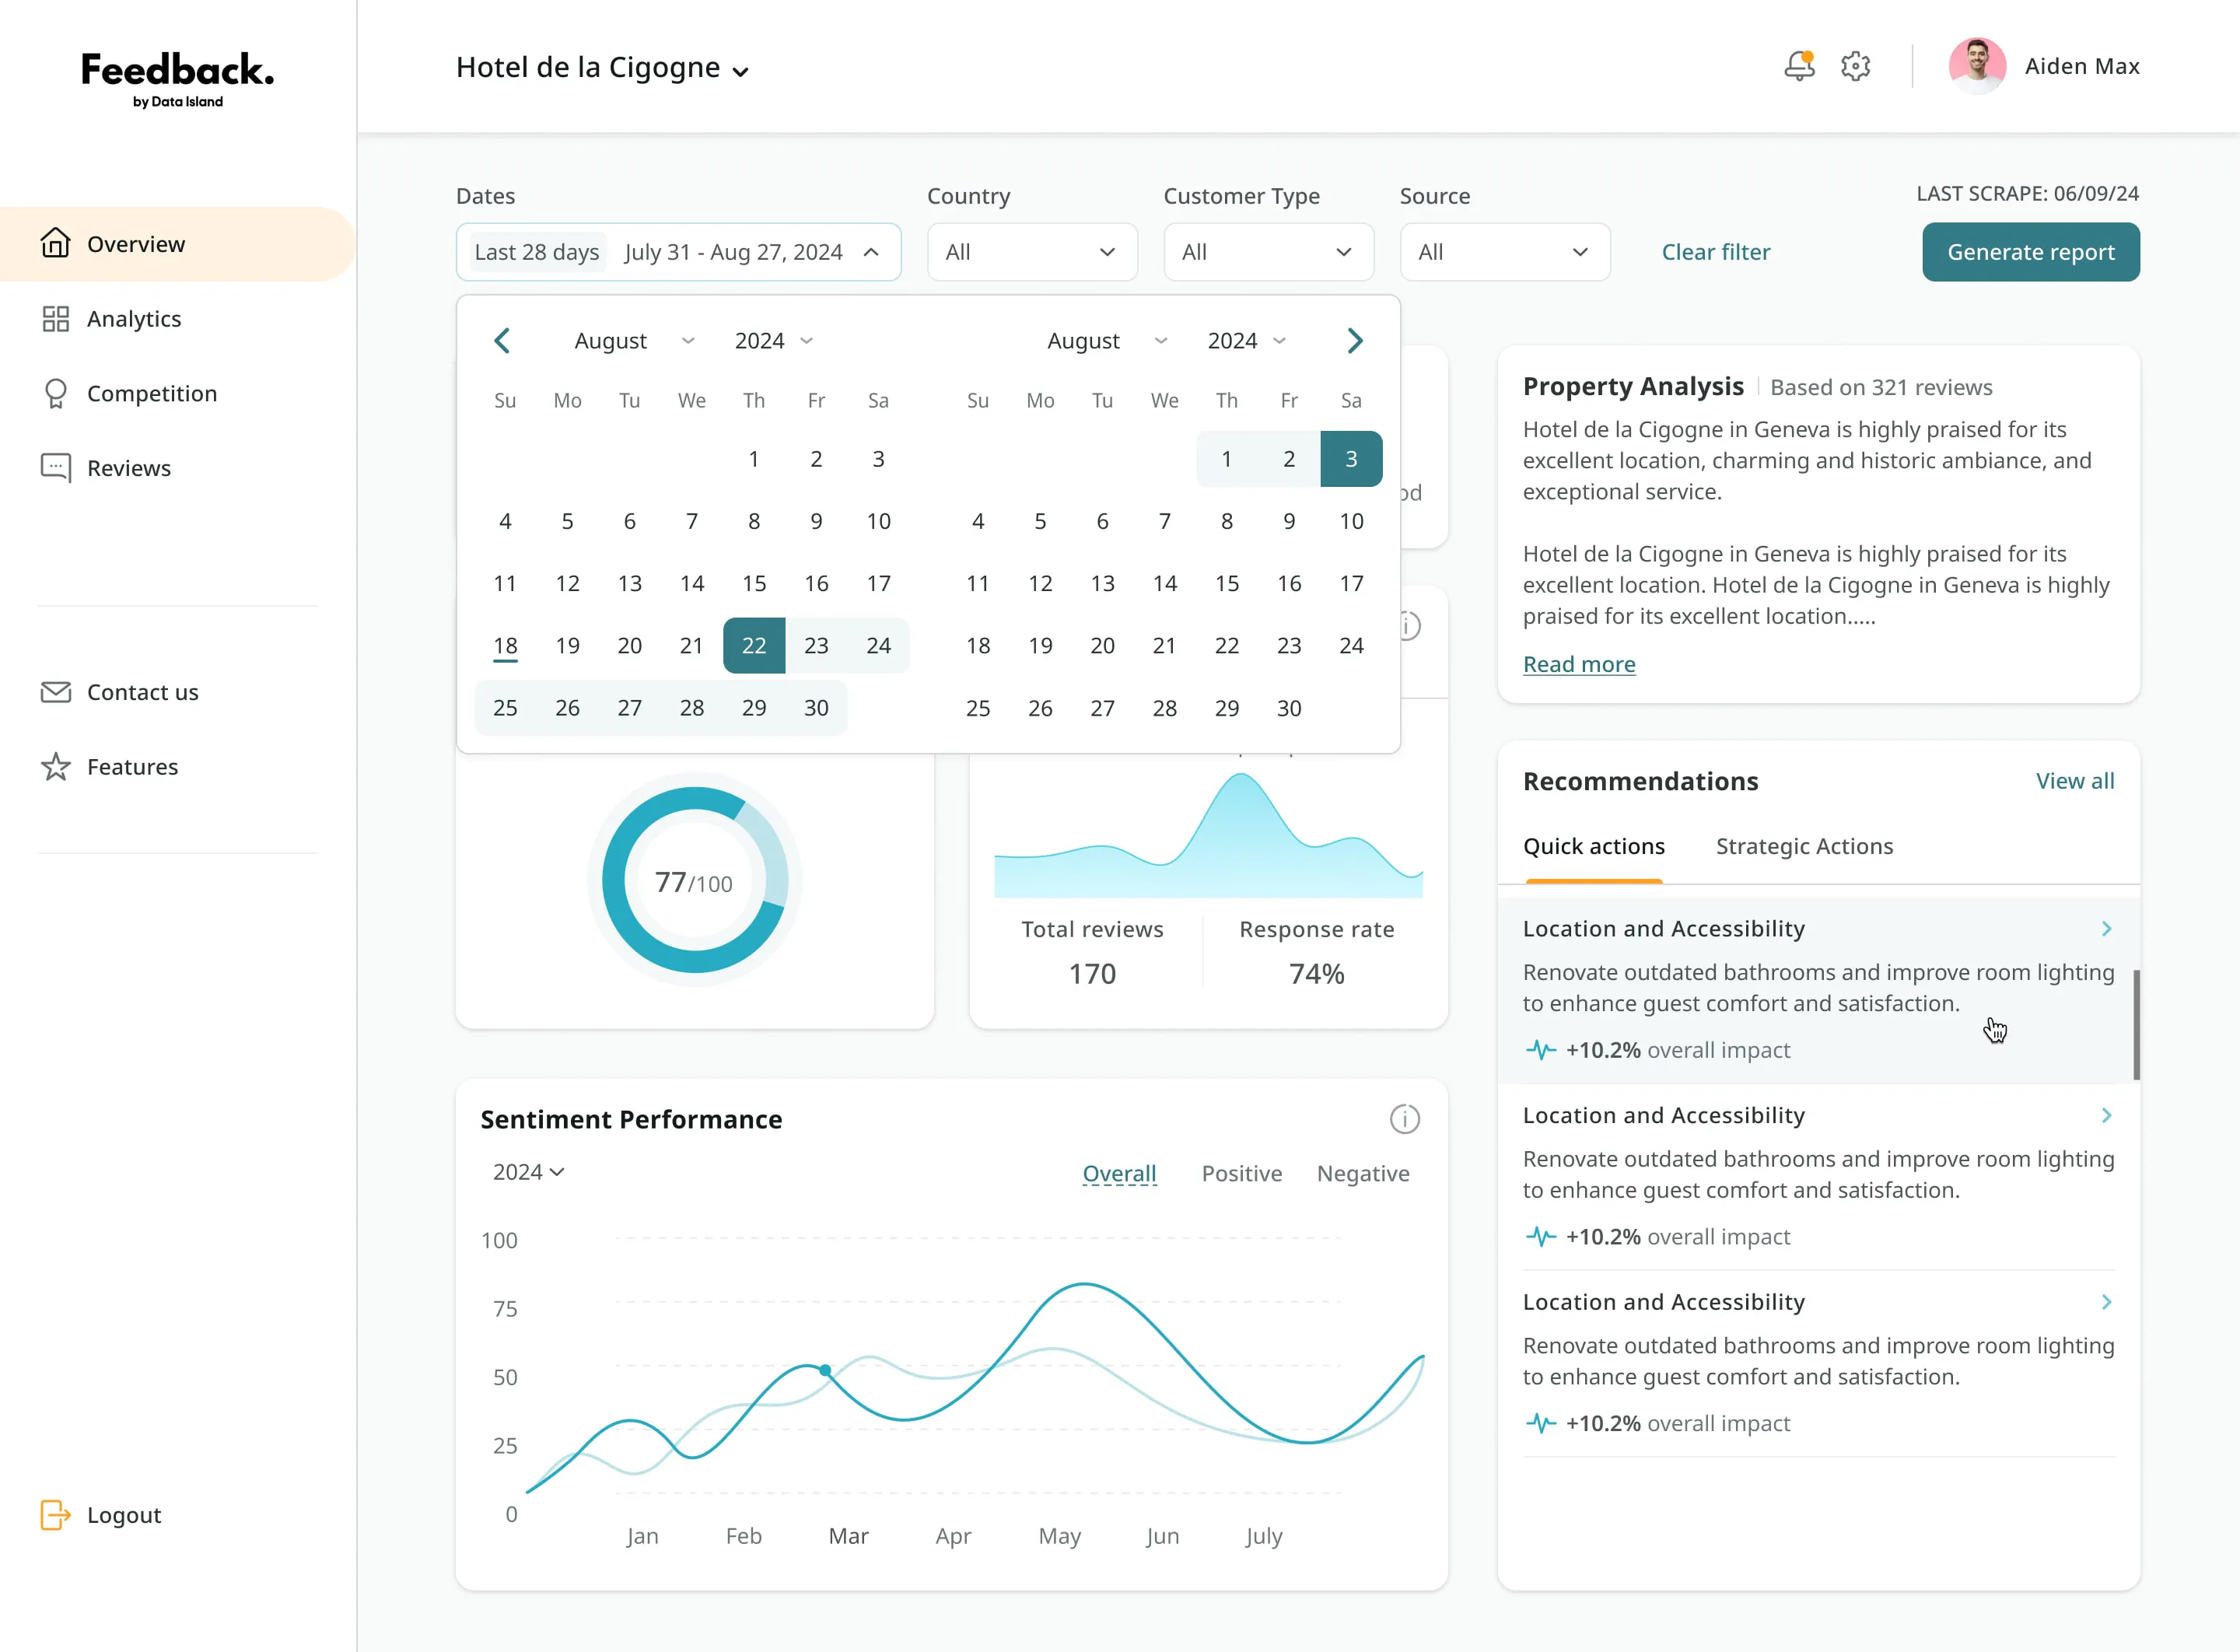 Feedback.
by Data Island
Hotel de la Cigogne
Aiden Max
Overview
Analytics
Competition
Reviews
Contact us
Features
Logout
Dates
Country
Customer Type
Source
LAST SCRAPE: 06/09/24
Last 28 days July 31 - Aug 27, 2024
All
All
All
Clear filter
Generate report
August 2024
Su Mo Tu We Th Fr Sa
1 2 3
4 5 6 7 8 9 10
11 12 13 14 15 16 17
18 19 20 21 22 23 24
25 26 27 28 29 30
August 2024
Su Mo Tu We Th Fr Sa
1 2 3
4 5 6 7 8 9 10
11 12 13 14 15 16 17
18 19 20 21 22 23 24
25 26 27 28 29 30
77/100
Total reviews
170
Response rate
74%
Sentiment Performance
2024
Overall Positive Negative
100
75
50
25
0
Jan Feb Mar Apr May Jun July
Property Analysis Based on 321 reviews
Hotel de la Cigogne in Geneva is highly praised for its
excellent location, charming and historic ambiance, and
exceptional service.
Hotel de la Cigogne in Geneva is highly praised for its
excellent location. Hotel de la Cigogne in Geneva is highly
praised for its excellent location.....
Read more
Recommendations
View all
Quick actions
Strategic Actions
Location and Accessibility
Renovate outdated bathrooms and improve room lighting
to enhance guest comfort and satisfaction.
+10.2% overall impact
Location and Accessibility
Renovate outdated bathrooms and improve room lighting
to enhance guest comfort and satisfaction.
+10.2% overall impact
Location and Accessibility
Renovate outdated bathrooms and improve room lighting
to enhance guest comfort and satisfaction.
+10.2% overall impact